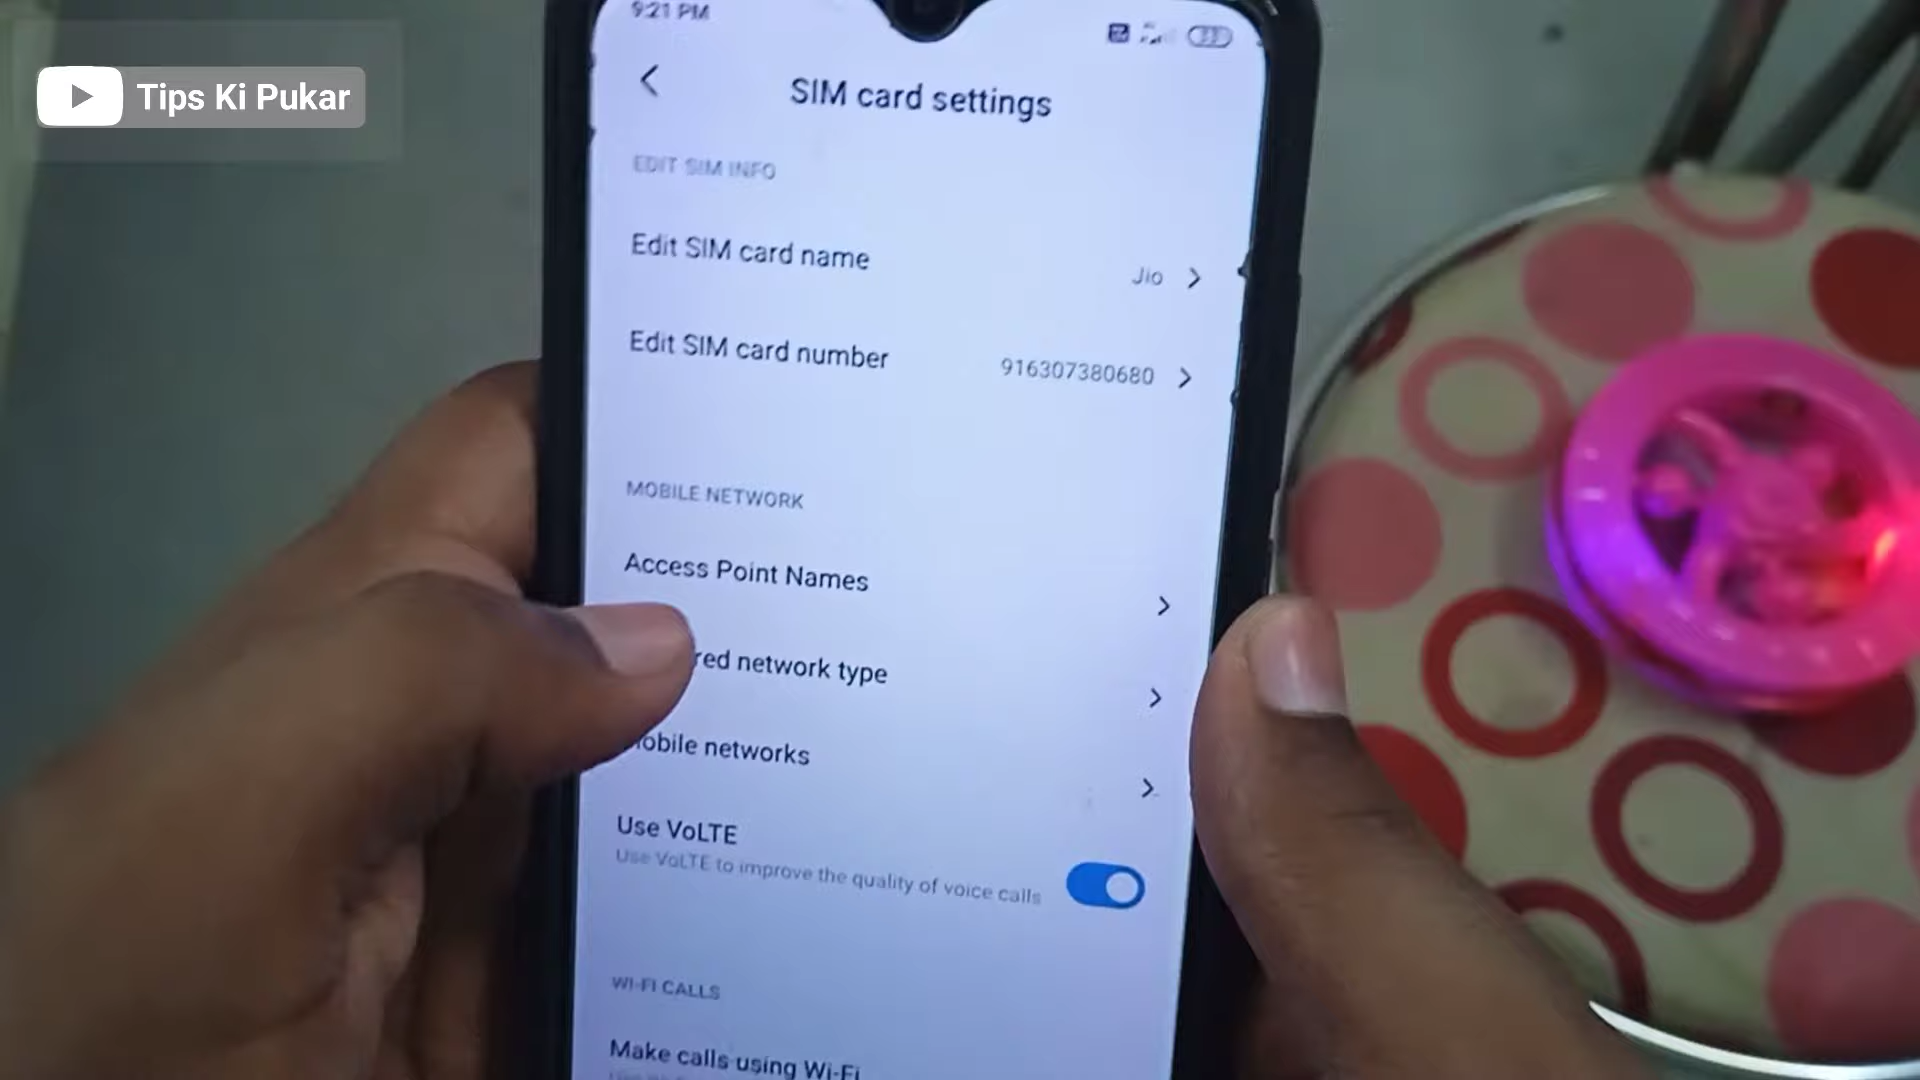 Tips Ki Pukar
9:21 PM
SIM card settings
EDIT SIM INFO
Edit SIM card name
Jio
Edit SIM card number
916307380680
MOBILE NETWORK
Access Point Names
red network type
obile networks
Use VoLTE
Use VoLTE to improve the quality of voice calls
WI-FI CALLS
Make calls using Wi-Fi